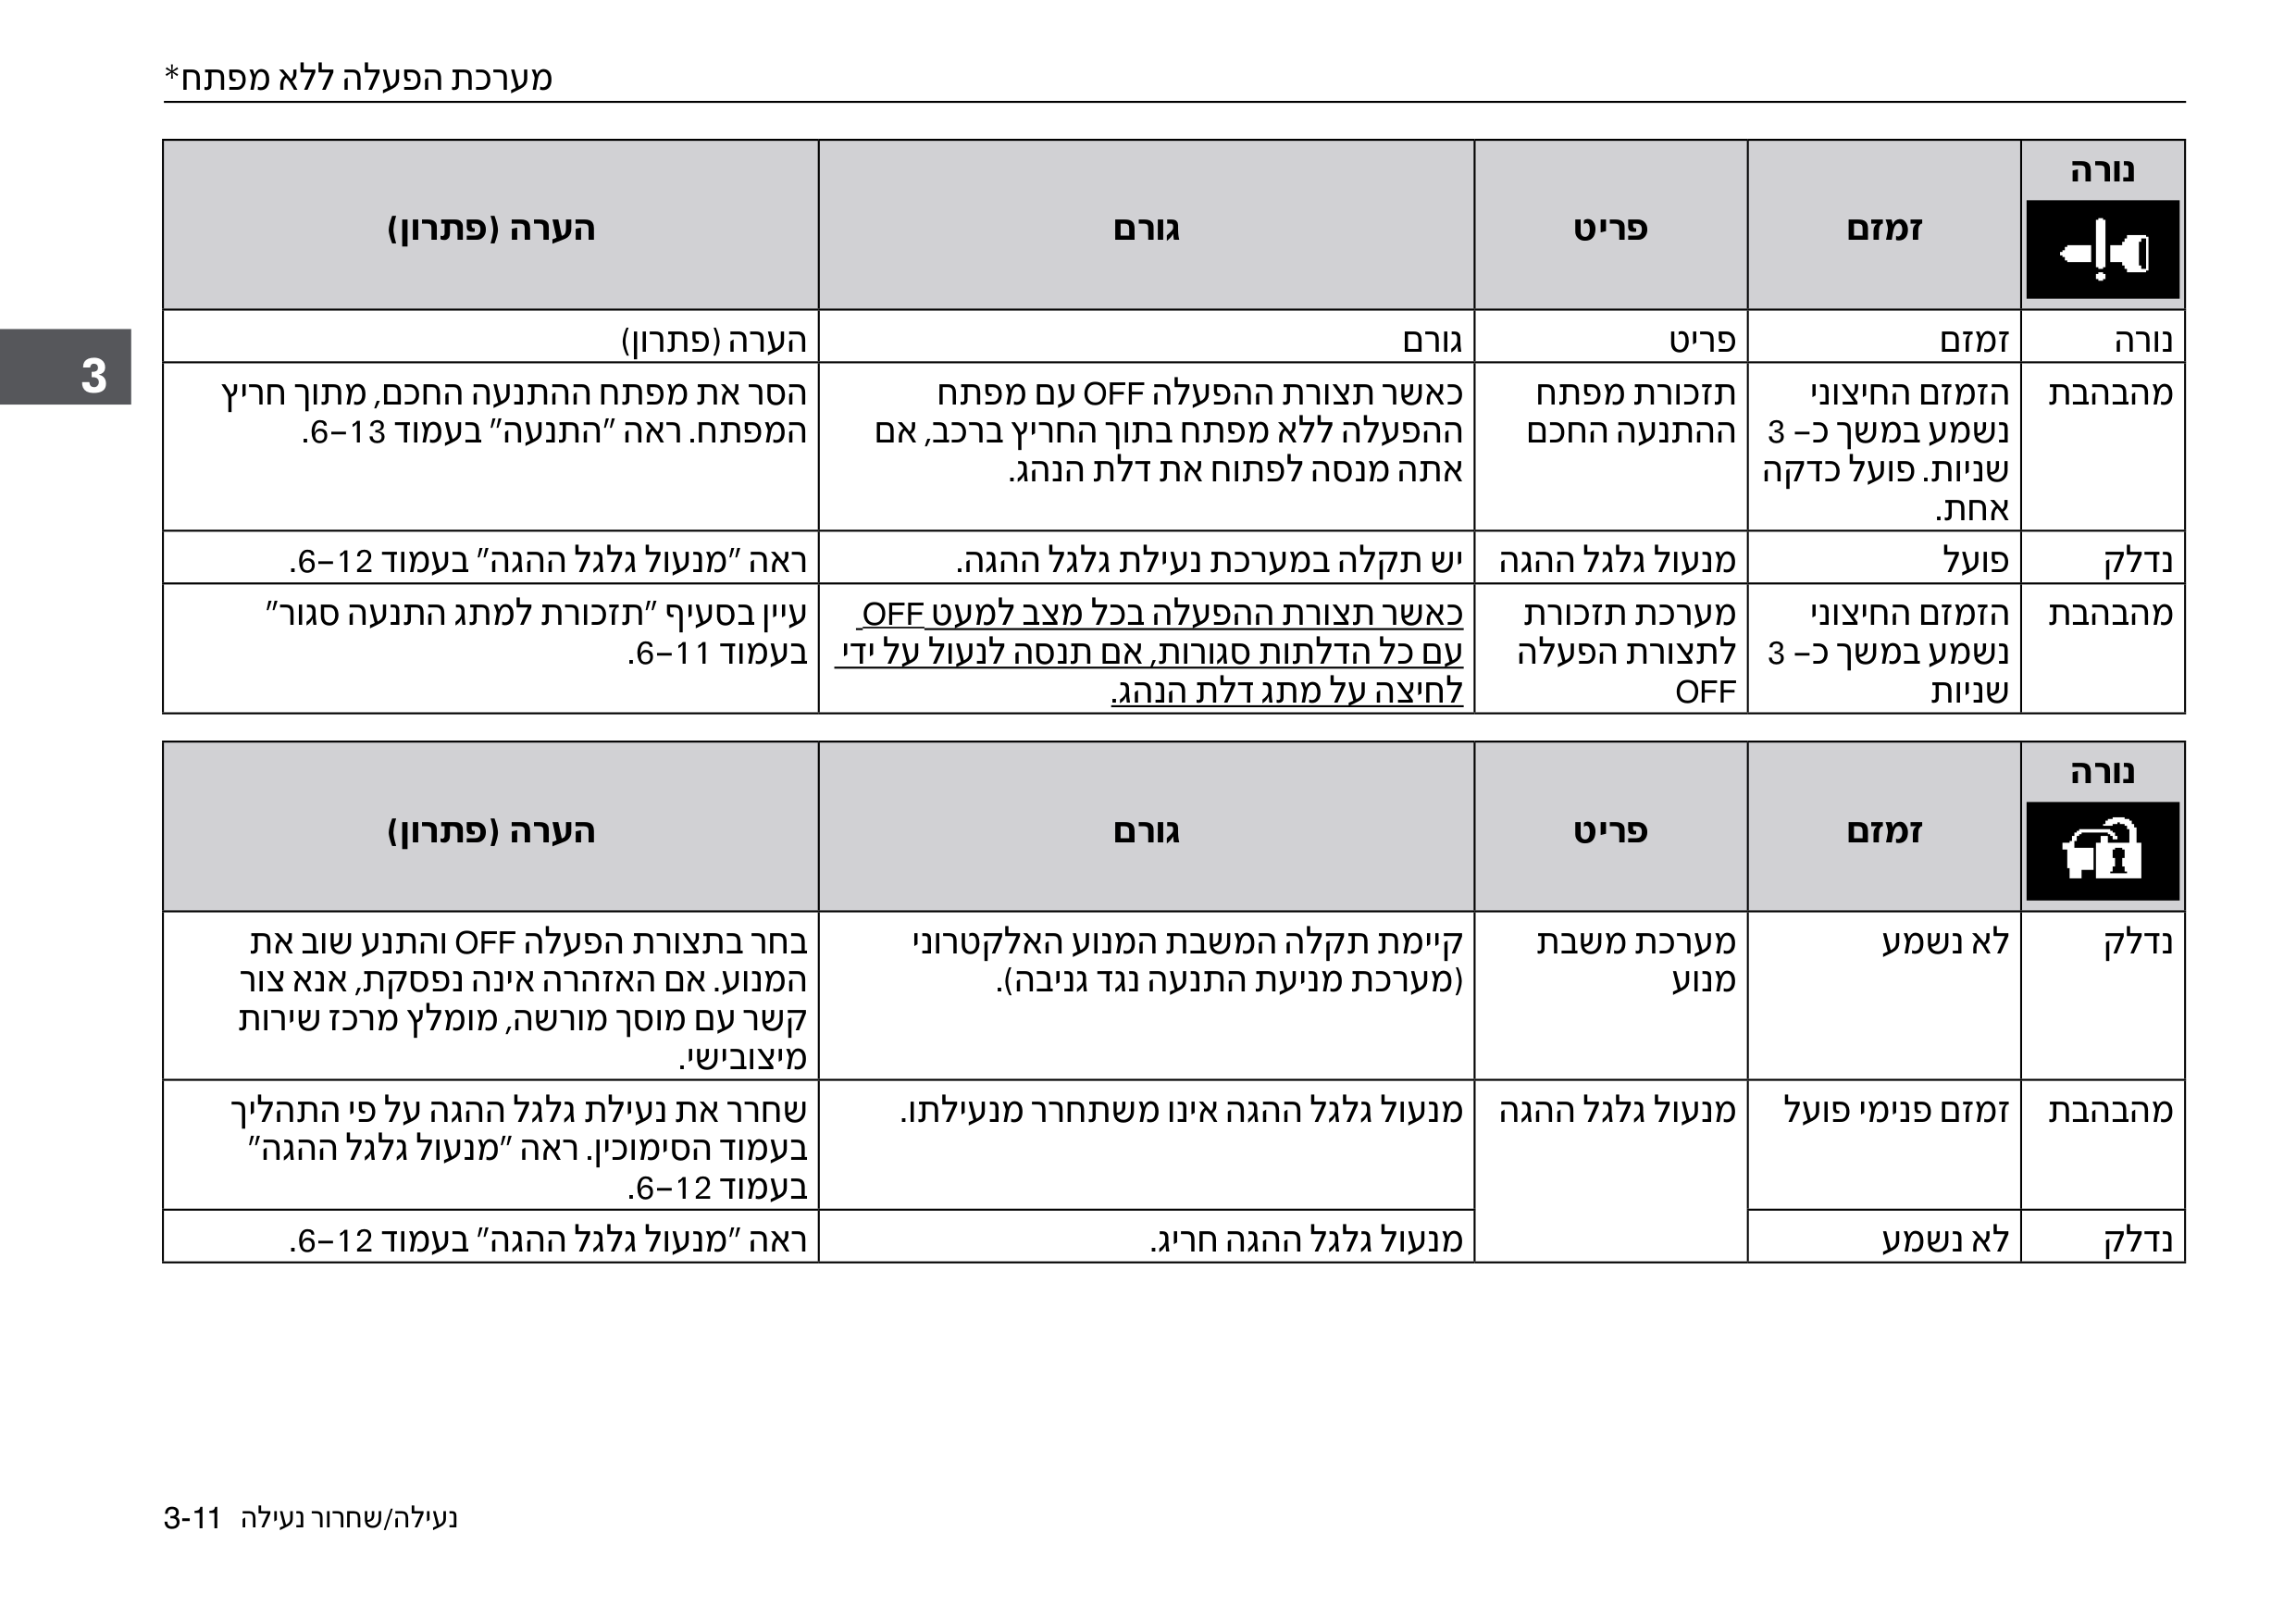 מערכת הפעלה ללא מפתח*
נורה
זמזם
פריט
גורם
הערה (פתרון)
נורה
זמזם
פריט
גורם
הערה (פתרון)
מהבהבת
הזמזם החיצוני
נשמע במשך כ– 3
שניות. פועל כדקה
אחת.
תזכורת מפתח
ההתנעה החכם
כאשר תצורת ההפעלה OFF עם מפתח
ההפעלה ללא מפתח בתוך החריץ ברכב, אם
אתה מנסה לפתוח את דלת הנהג.
הסר את מפתח ההתנעה החכם, מתוך חריץ
המפתח. ראה "התנעה" בעמוד 6–13.
נדלק
פועל
מנעול גלגל ההגה
יש תקלה במערכת נעילת גלגל ההגה.
ראה "מנעול גלגל ההגה" בעמוד 6–12.
מהבהבת
הזמזם החיצוני
נשמע במשך כ– 3
שניות
מערכת תזכורת
לתצורת הפעלה
OFF
כאשר תצורת ההפעלה בכל מצב למעט OFF
עם כל הדלתות סגורות, אם תנסה לנעול על ידי
לחיצה על מתג דלת הנהג.
עיין בסעיף "תזכורת למתג התנעה סגור"
בעמוד 6–11.
נורה
זמזם
פריט
גורם
הערה (פתרון)
נדלק
לא נשמע
מערכת משבת
מנוע
קיימת תקלה המשבת המנוע האלקטרוני
(מערכת מניעת התנעה נגד גניבה).
בחר בתצורת הפעלה OFF והתנע שוב את
המנוע. אם האזהרה אינה נפסקת, אנא צור
קשר עם מוסך מורשה, מומלץ מרכז שירות
מיצובישי.
מהבהבת
זמזם פנימי פועל
מנעול גלגל ההגה
מנעול גלגל ההגה אינו משתחרר מנעילתו.
שחרר את נעילת גלגל ההגה על פי התהליך
בעמוד הסימוכין. ראה "מנעול גלגל ההגה"
בעמוד 6–12.
נדלק
לא נשמע
מנעול גלגל ההגה חריג.
ראה "מנעול גלגל ההגה" בעמוד 6–12.
3
נעילה/שחרור נעילה 3-11